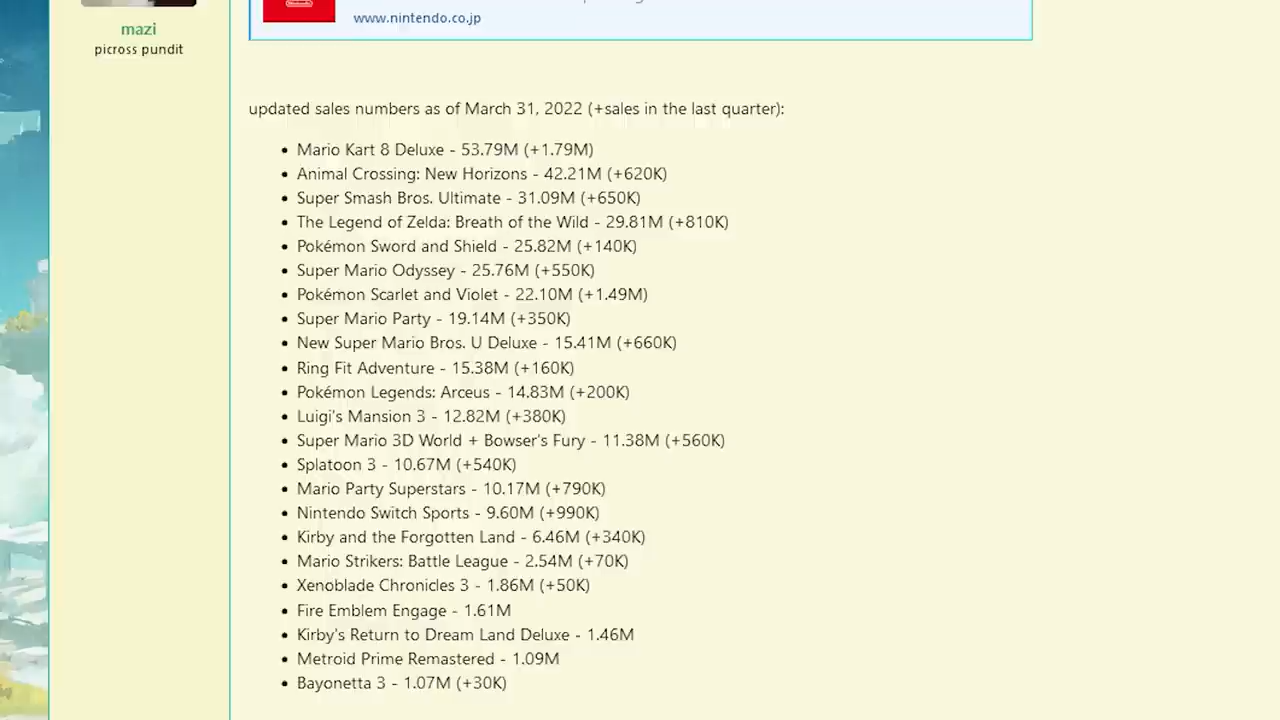 www.nintendo.co.jp
mazi
picross pundit
updated sales numbers as of March 31, 2022 (+sales in the last quarter):
• Mario Kart 8 Deluxe - 53.79M (+1.79M)
• Animal Crossing: New Horizons - 42.21M (+620K)
• Super Smash Bros. Ultimate - 31.09M (+650K)
• The Legend of Zelda: Breath of the Wild - 29.81M (+810K)
• Pokémon Sword and Shield - 25.82M (+140K)
• Super Mario Odyssey - 25.76M (+550K)
• Pokémon Scarlet and Violet - 22.10M (+1.49M)
• Super Mario Party - 19.14M (+350K)
• New Super Mario Bros. U Deluxe - 15.41M (+660K)
• Ring Fit Adventure - 15.38M (+160K)
• Pokémon Legends: Arceus - 14.83M (+200K)
• Luigi's Mansion 3 - 12.82M (+380K)
• Super Mario 3D World + Bowser's Fury - 11.38M (+560K)
• Splatoon 3 - 10.67M (+540K)
• Mario Party Superstars - 10.17M (+790K)
• Nintendo Switch Sports - 9.60M (+990K)
• Kirby and the Forgotten Land - 6.46M (+340K)
• Mario Strikers: Battle League - 2.54M (+70K)
• Xenoblade Chronicles 3 - 1.86M (+50K)
• Fire Emblem Engage - 1.61M
• Kirby's Return to Dream Land Deluxe - 1.46M
• Metroid Prime Remastered - 1.09M
• Bayonetta 3 - 1.07M (+30K)